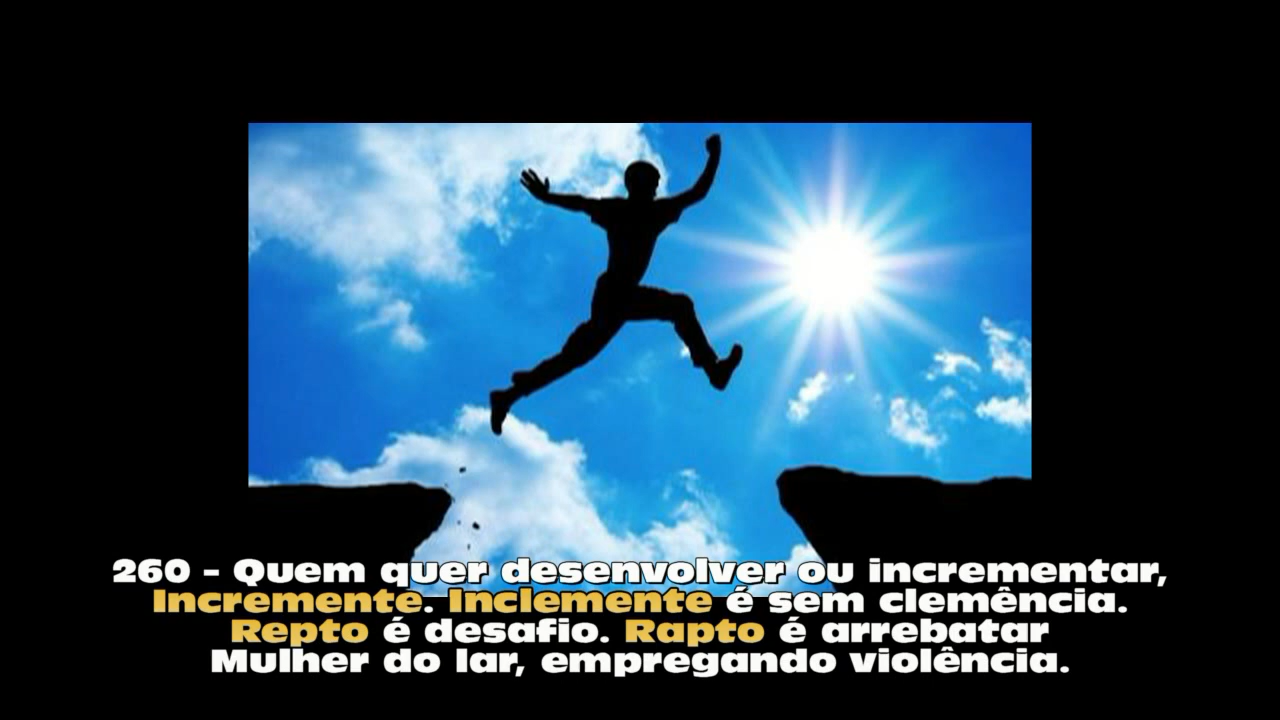 260 - Quem quer desenvolver ou incrementar,
Incremente. Inclemente é sem clemência.
Repto é desafio. Rapto é arrebatar
Mulher do lar, empregando violência.